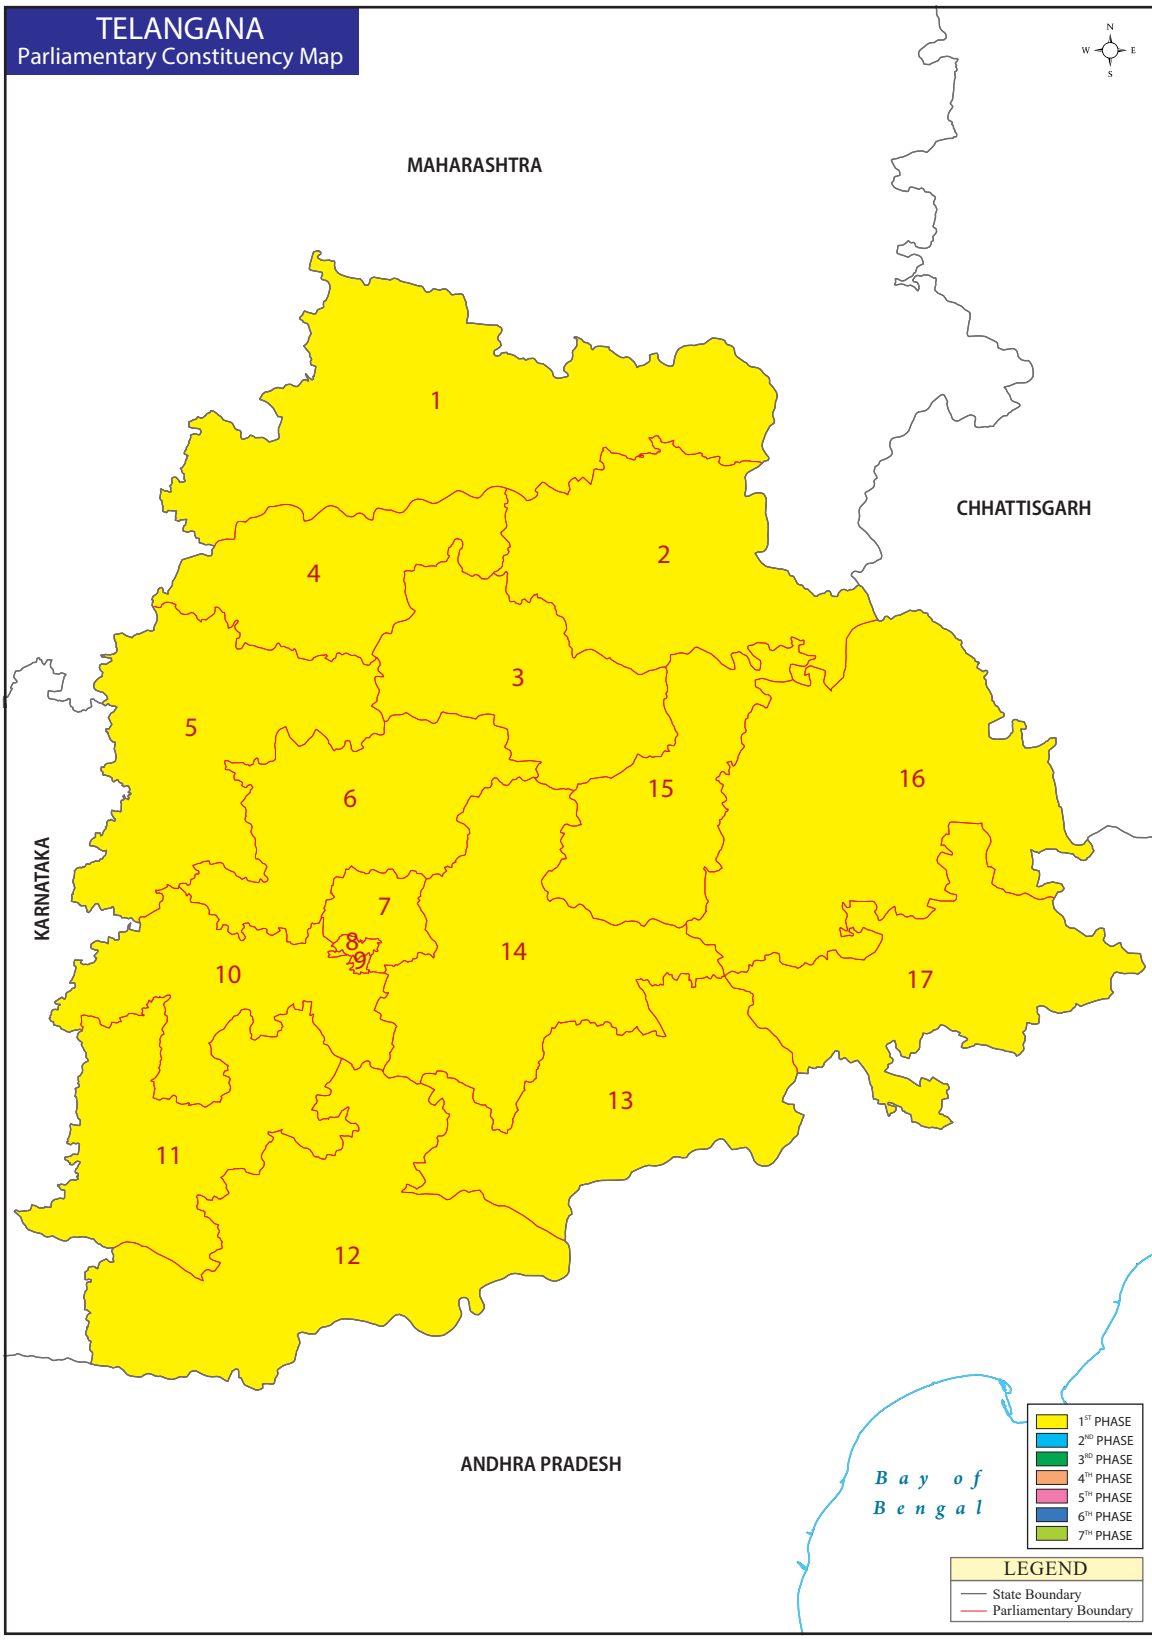 TELANGANA
Parliamentary Constituency Map
N
W E
S
MAHARASHTRA
CHHATTISGARH
KARNATAKA
1
2
4
3
5
16
15
6
7
8
9
14
10
17
13
11
12
ANDHRA PRADESH
Bay of
Bengal
1ST PHASE
2ND PHASE
3RD PHASE
4TH PHASE
5TH PHASE
6TH PHASE
7TH PHASE
LEGEND
State Boundary
Parliamentary Boundary